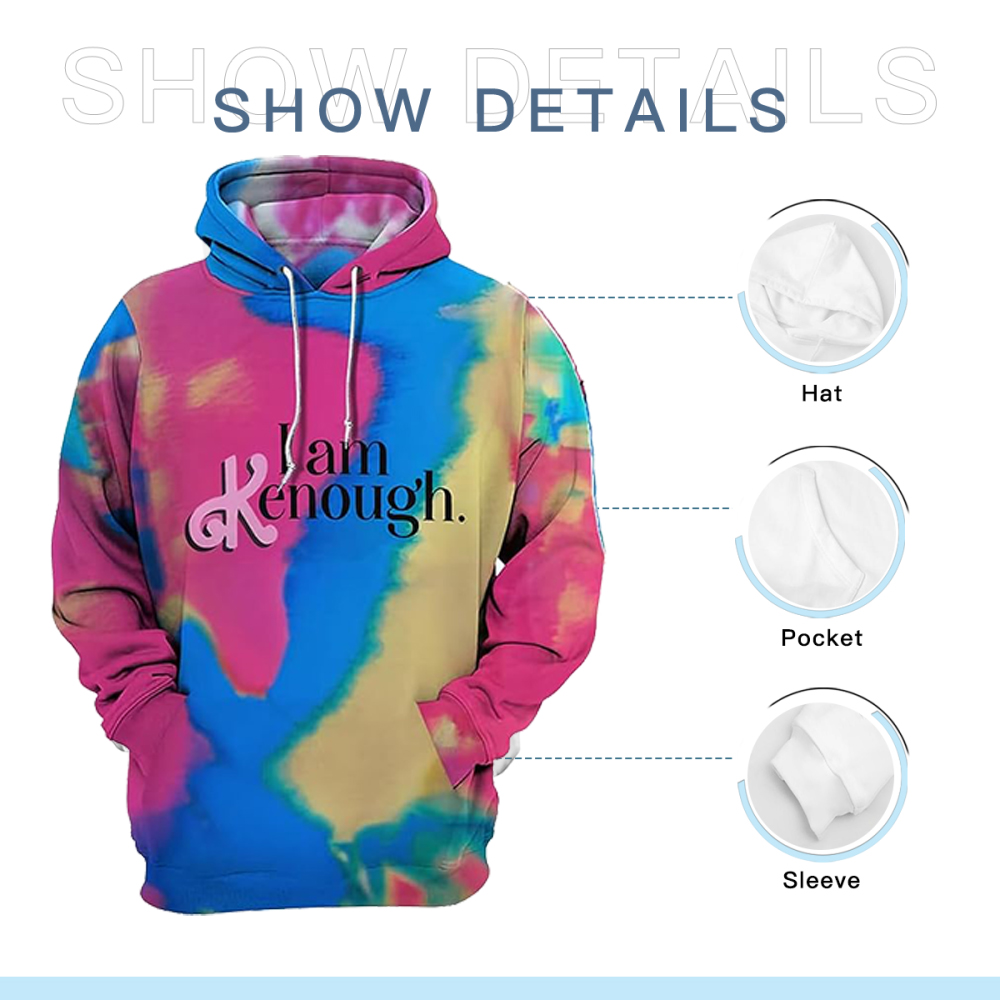 SHOW DETAILS
SHOW DETAILS
I am
Kenough.
Hat
Pocket
Sleeve